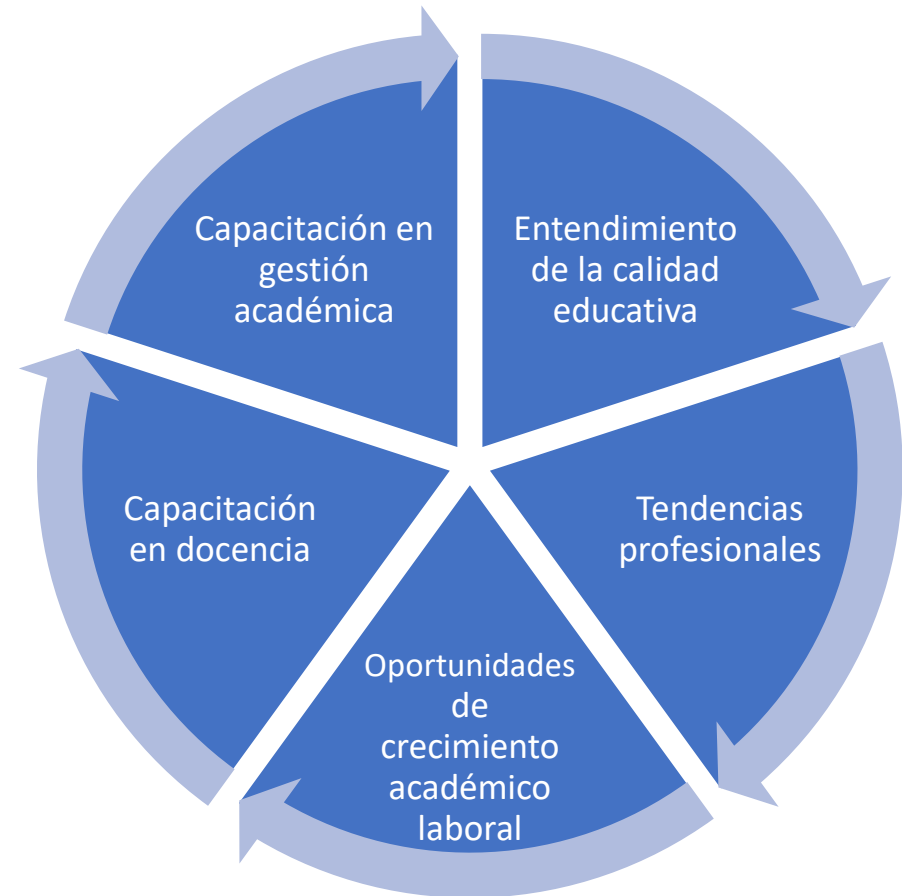 Capacitación en
gestión
académica
Entendimiento
de la calidad
educativa
Tendencias
profesionales
Oportunidades
de
crecimiento
académico
laboral
Capacitación
en docencia